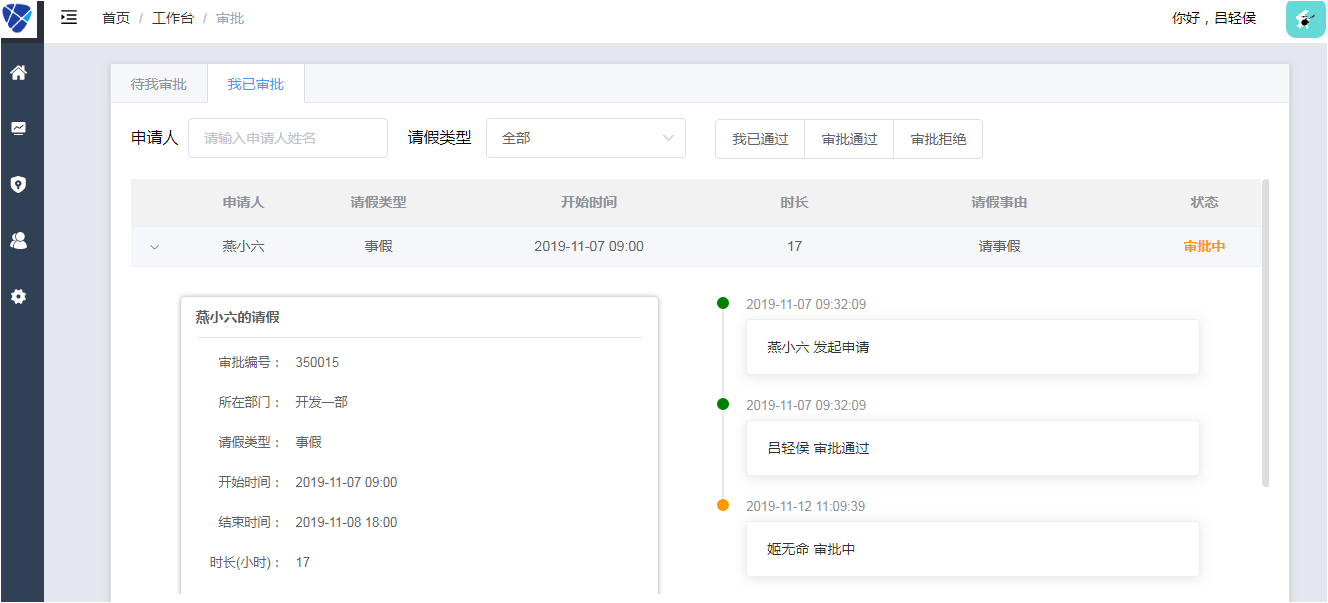 首页 / 工作台 / 审批
你好，吕轻侯
待我审批 我已审批
申请人 请输入申请人姓名 请假类型 全部 我已通过 审批通过 审批拒绝
申请人 请假类型 开始时间 时长 请假事由 状态
燕小六 事假 2019-11-07 09:00 17 请事假 审批中
燕小六的请假
审批编号： 350015
所在部门： 开发一部
请假类型： 事假
开始时间： 2019-11-07 09:00
结束时间： 2019-11-08 18:00
时长(小时)： 17
2019-11-07 09:32:09
燕小六 发起申请
2019-11-07 09:32:09
吕轻侯 审批通过
2019-11-12 11:09:39
姬无命 审批中